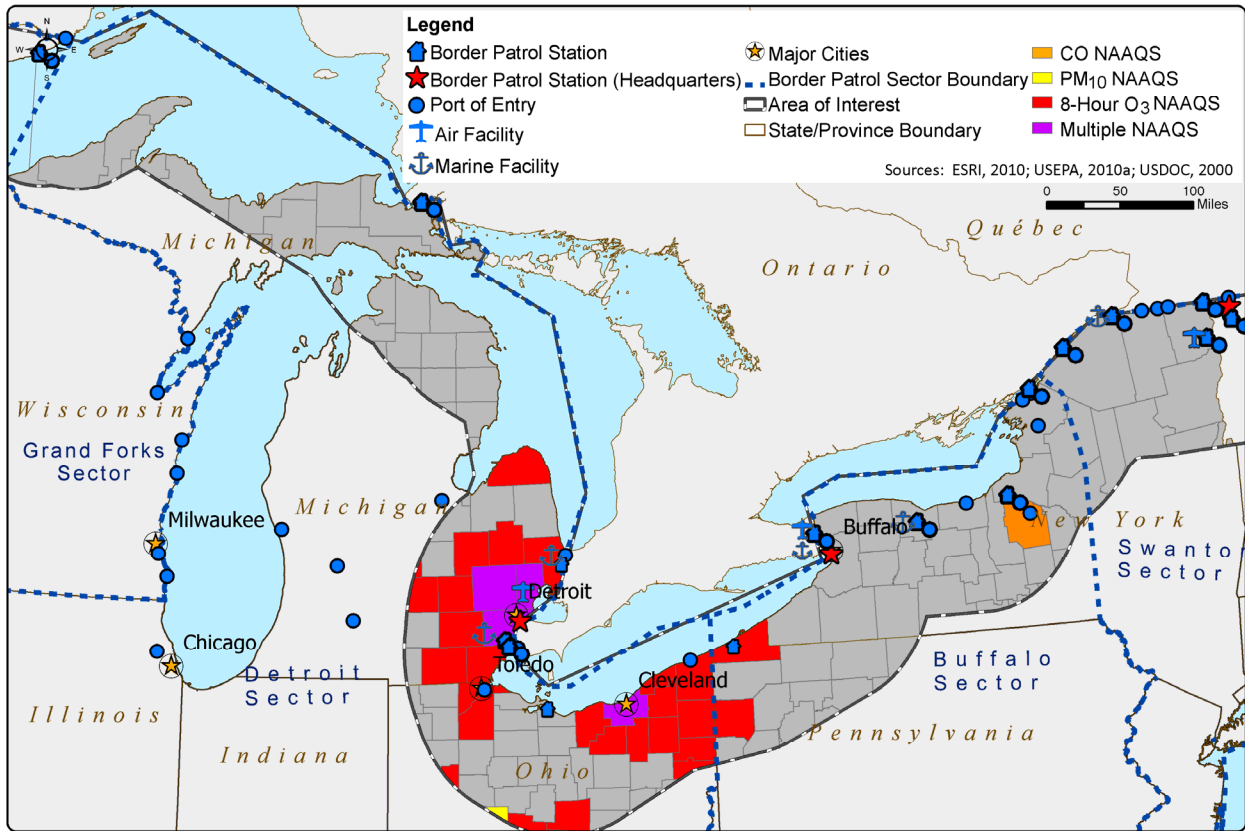 N
W
E
S
Legend
Border Patrol Station
Border Patrol Station (Headquarters)
Port of Entry
Air Facility
Marine Facility
Major Cities
Border Patrol Sector Boundary
Area of Interest
State/Province Boundary
CO NAAQS
PM10 NAAQS
8-Hour O3 NAAQS
Multiple NAAQS
Sources: ESRI, 2010; USEPA, 2010a; USDOC, 2000
0 50 100
Miles
Michigan
Québec
Ontario
Wisconsin
Grand Forks
Sector
Michigan
Milwaukee
Buffalo
New York
Swanton
Sector
Detroit
Chicago
Toledo
Cleveland
Detroit
Sector
Buffalo
Sector
Illinois
Indiana
Ohio
Pennsylvania